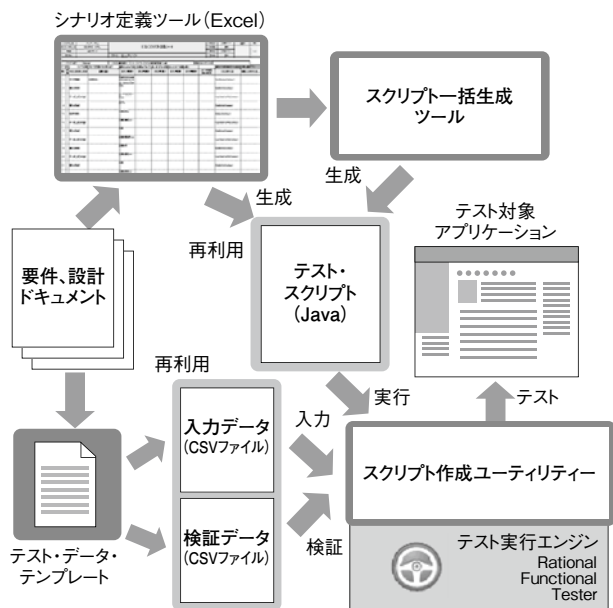 シナリオ定義ツール(Excel)
スクリプト一括生成
ツール
生成
生成
再利用
テスト対象
アプリケーション
要件、設計
ドキュメント
テスト・
スクリプト
(Java)
再利用
実行
テスト
入力データ
(CSVファイル)
入力
スクリプト作成ユーティリティー
検証データ
(CSVファイル)
検証
テスト・データ・
テンプレート
テスト実行エンジン
Rational
Functional
Tester